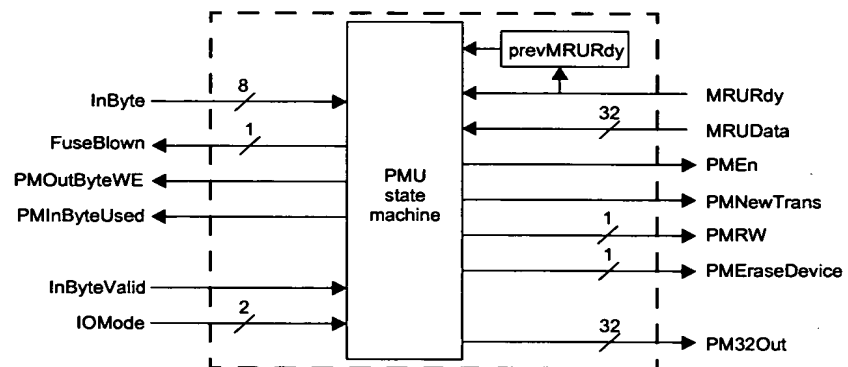 prevMRURdy
8
InByte
MRURdy
1
32
MRUData
FuseBlown
PMEn
PMOutByteWE
PMU
state
machine
PMNewTrans
PMInByteUsed
1
PMRW
1
PMEraseDevice
InByteValid
2
IOMode
32
PM32Out